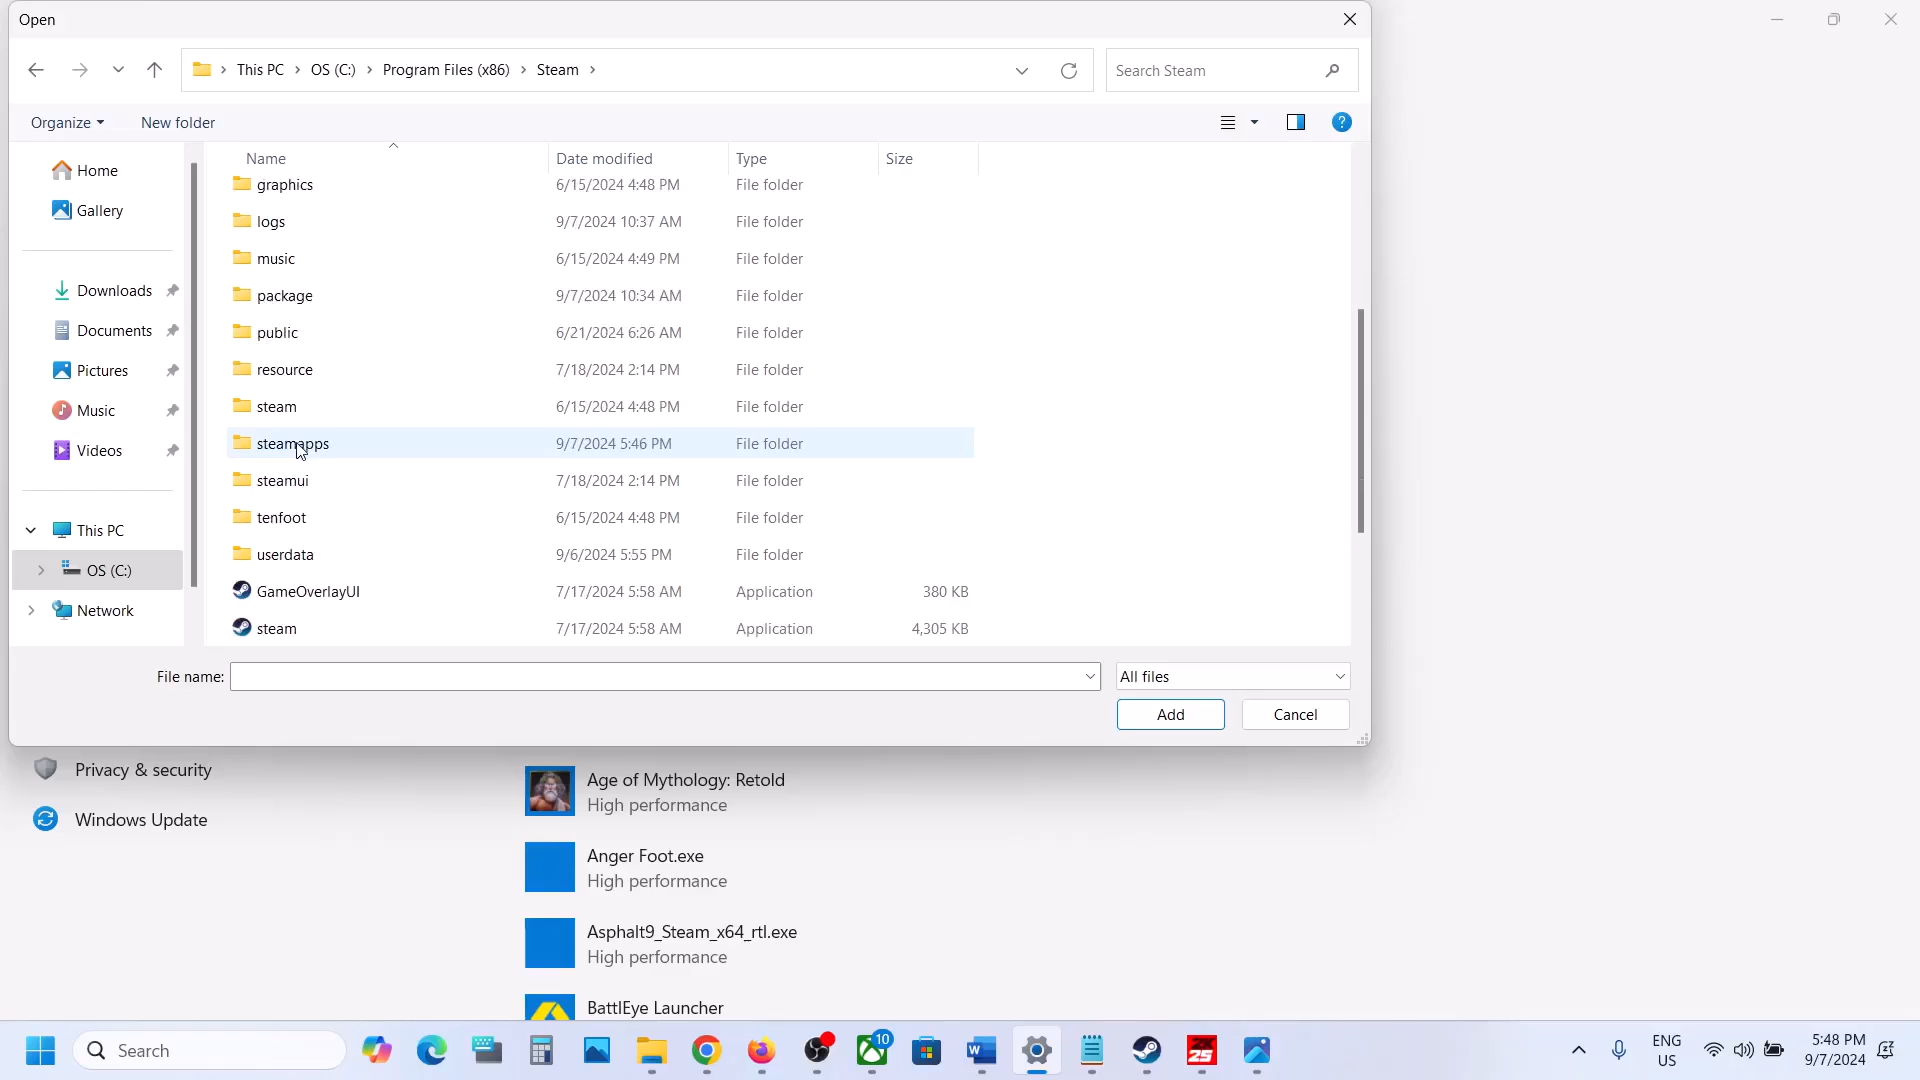 Open
This PC > OS (C:) > Program Files (x86) > Steam >
Search Steam
Organize
New folder
Name
Date modified
Type
Size
Home
Gallery
Downloads
Documents
Pictures
Music
Videos
This PC
OS (C:)
Network
graphics 6/15/2024 4:48 PM File folder
logs 9/7/2024 10:37 AM File folder
music 6/15/2024 4:49 PM File folder
package 9/7/2024 10:34 AM File folder
public 6/21/2024 6:26 AM File folder
resource 7/18/2024 2:14 PM File folder
steam 6/15/2024 4:48 PM File folder
steamapps 9/7/2024 5:46 PM File folder
steamui 7/18/2024 2:14 PM File folder
tenfoot 6/15/2024 4:48 PM File folder
userdata 9/6/2024 5:55 PM File folder
GameOverlayUI 7/17/2024 5:58 AM Application 380 KB
steam 7/17/2024 5:58 AM Application 4,305 KB
File name:
All files
Add
Cancel
Privacy & security
Windows Update
Age of Mythology: Retold
High performance
Anger Foot.exe
High performance
Asphalt9_Steam_x64_rtl.exe
High performance
BattlEye Launcher
Search
10
2K
25
ENG
US
5:48 PM
9/7/2024